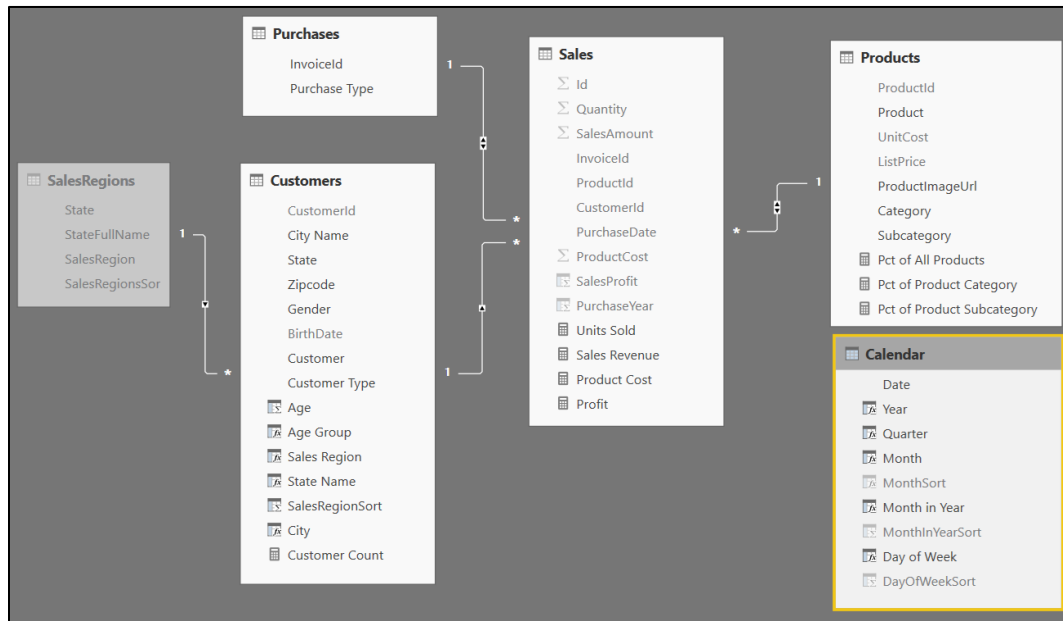 Purchases
InvoiceId
Purchase Type
1
SalesRegions
State
StateFullName
SalesRegion
SalesRegionsSor
1
*
Customers
CustomerId
City Name
State
Zipcode
Gender
BirthDate
Customer
Customer Type
Age
Age Group
Sales Region
State Name
SalesRegionSort
City
Customer Count
1
*
*
Sales
Σ Id
Σ Quantity
Σ SalesAmount
InvoiceId
ProductId
CustomerId
PurchaseDate
Σ ProductCost
SalesProfit
PurchaseYear
Units Sold
Sales Revenue
Product Cost
Profit
*
1
Products
ProductId
Product
UnitCost
ListPrice
ProductImageUrl
Category
Subcategory
Pct of All Products
Pct of Product Category
Pct of Product Subcategory
Calendar
Date
Year
Quarter
Month
MonthSort
Month in Year
MonthInYearSort
Day of Week
DayOfWeekSort